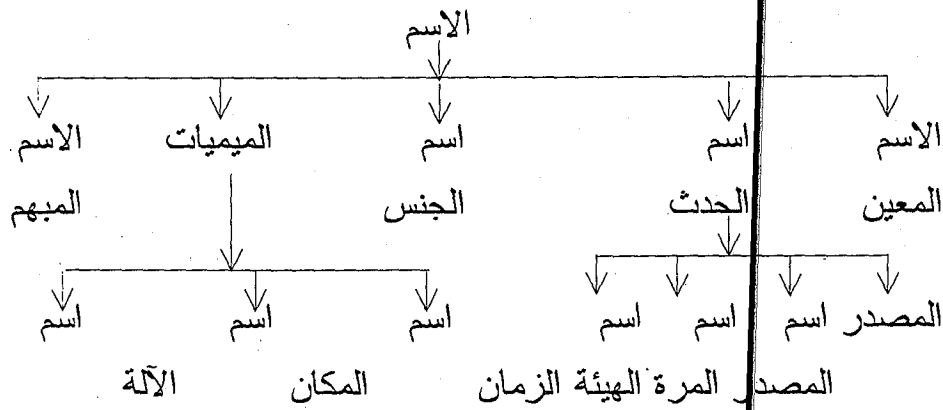 الاسم
الاسم اسم اسم الميميات الاسم
المعين الحدث الجنس المبهم
المصدر اسم اسم اسم اسم اسم اسم
المصدر المرة الهيئة الزمان المكان الآلة